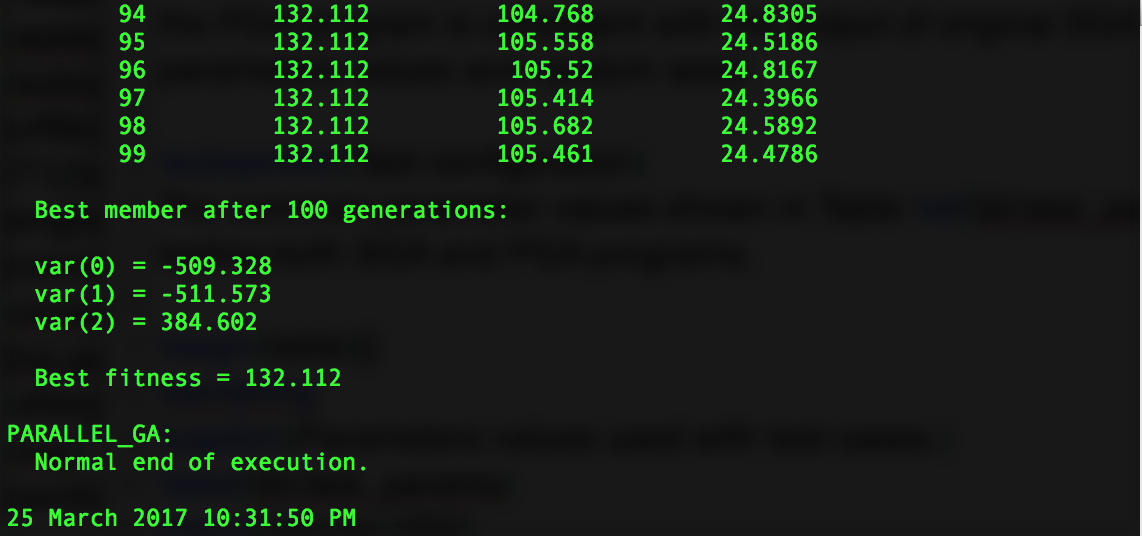 94 132.112 104.768 24.8305
95 132.112 105.558 24.5186
96 132.112 105.52 24.8167
97 132.112 105.414 24.3966
98 132.112 105.682 24.5892
99 132.112 105.461 24.4786
Best member after 100 generations:
var(0) = -509.328
var(1) = -511.573
var(2) = 384.602
Best fitness = 132.112
PARALLEL_GA:
Normal end of execution.
25 March 2017 10:31:50 PM